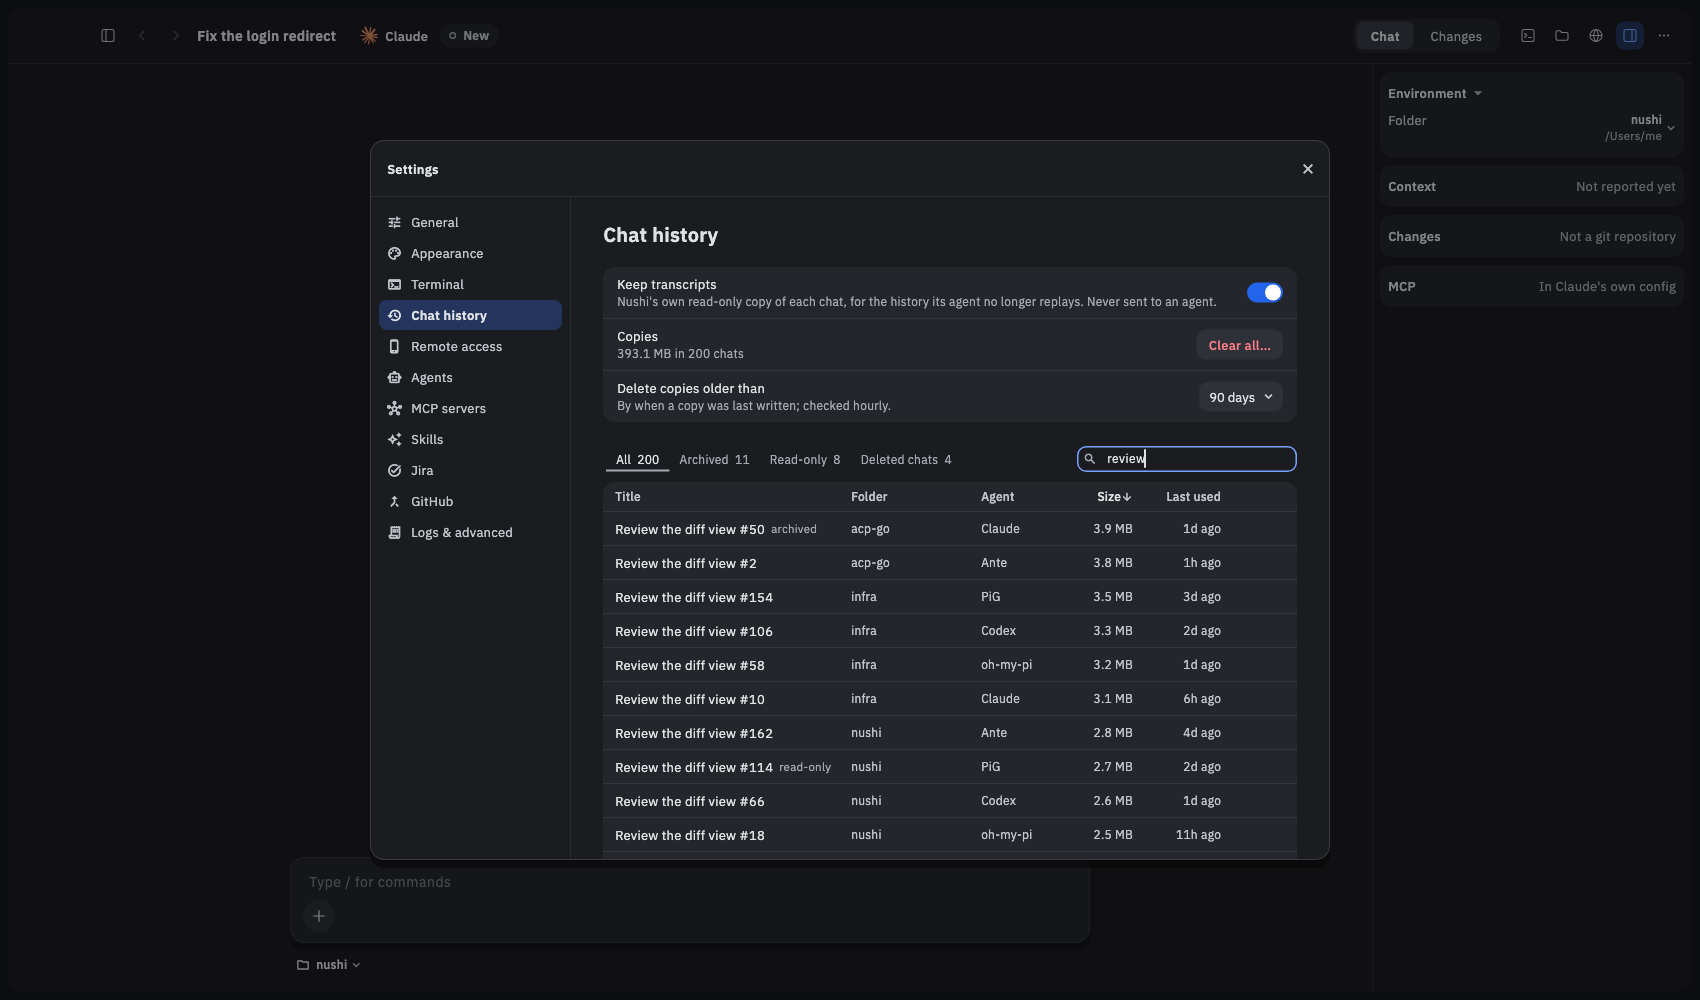 Fix the login redirect Claude New Chat Changes
Environment
Folder nushi
/Users/me
Context Not reported yet
Changes Not a git repository
MCP In Claude's own config
Settings
General
Appearance
Terminal
Chat history
Remote access
Agents
MCP servers
Skills
Jira
GitHub
Logs & advanced
Chat history
Keep transcripts
Nushi's own read-only copy of each chat, for the history its agent no longer replays. Never sent to an agent.
Copies
393.1 MB in 200 chats
Clear all...
Delete copies older than
By when a copy was last written; checked hourly.
90 days
All 200 Archived 11 Read-only 8 Deleted chats 4 review
Title Folder Agent Size↓ Last used
Review the diff view #50 archived acp-go Claude 3.9 MB 1d ago
Review the diff view #2 acp-go Ante 3.8 MB 1h ago
Review the diff view #154 infra PiG 3.5 MB 3d ago
Review the diff view #106 infra Codex 3.3 MB 2d ago
Review the diff view #58 infra oh-my-pi 3.2 MB 1d ago
Review the diff view #10 infra Claude 3.1 MB 6h ago
Review the diff view #162 nushi Ante 2.8 MB 4d ago
Review the diff view #114 read-only nushi PiG 2.7 MB 2d ago
Review the diff view #66 nushi Codex 2.6 MB 1d ago
Review the diff view #18 nushi oh-my-pi 2.5 MB 11h ago
Type / for commands
nushi